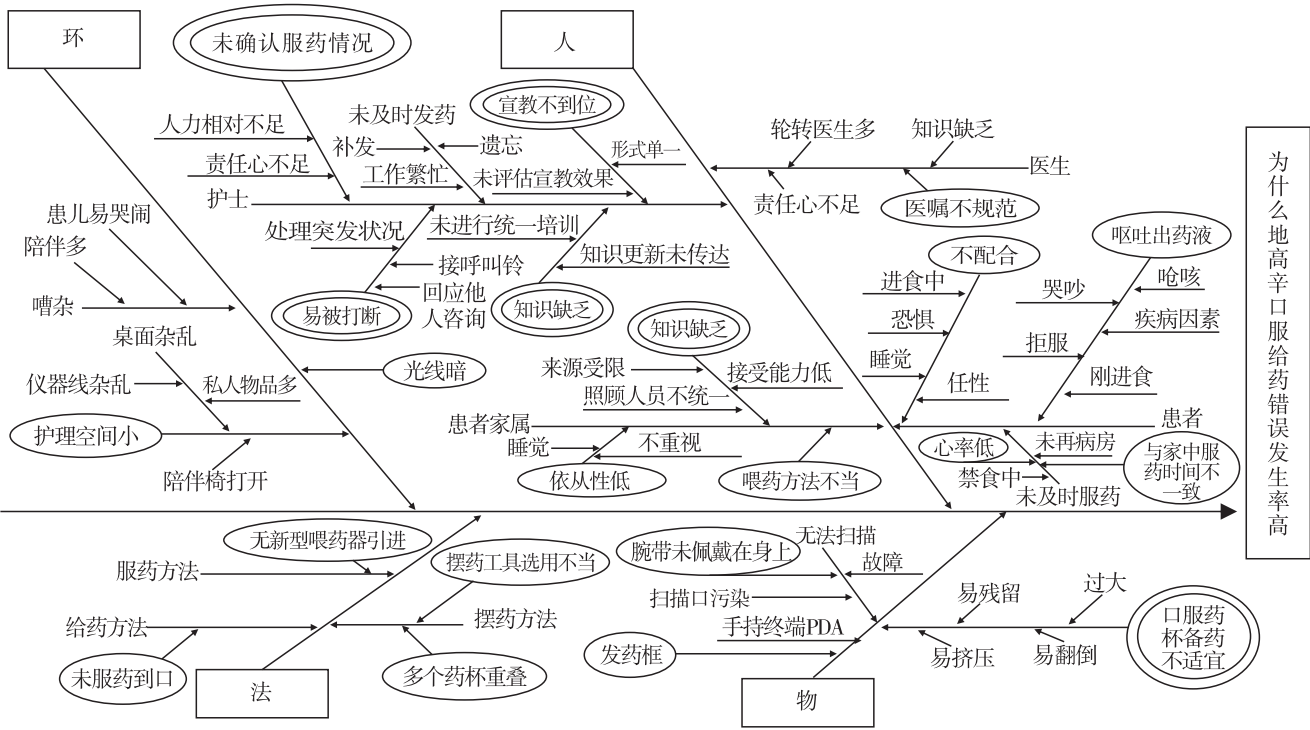 环
未确认服药情况
人
人力相对不足
责任心不足
护士
未及时发药
补发
遗忘
工作繁忙
宣教不到位
形式单一
未评估宣教效果
轮转医生多
知识缺乏
医生
责任心不足
医嘱不规范
患儿易哭闹
陪伴多
嘈杂
处理突发状况
接呼叫铃
回应他
人咨询
易被打断
未进行统一培训
知识更新未传达
知识缺乏
不配合
进食中
恐惧
睡觉
任性
呕吐出药液
呛咳
哭吵
疾病因素
拒服
刚进食
患者
桌面杂乱
仪器线杂乱
私人物品多
护理空间小
陪伴椅打开
光线暗
知识缺乏
来源受限
接受能力低
照顾人员不统一
患者家属
睡觉
不重视
依从性低
喂药方法不当
心率低
未再病房
禁食中
未及时服药
与家中服
药时间不
一致
为什么地高辛口服给药错误发生率高
无新型喂药器引进
服药方法
摆药工具选用不当
给药方法
摆药方法
未服药到口
多个药杯重叠
法
腕带未佩戴在身上
无法扫描
故障
扫描口污染
手持终端PDA
发药框
物
易残留
过大
易挤压
易翻倒
口服药
杯备药
不适宜